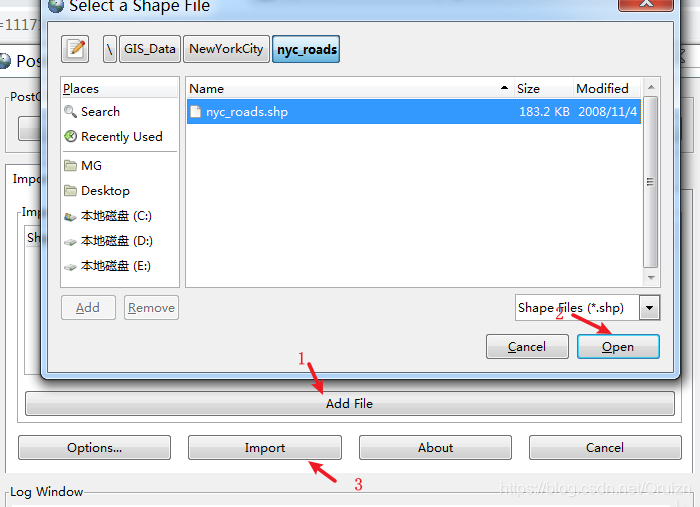 Select a Shape File
=11171
Pos
PostG
\ GIS_Data NewYorkCity nyc_roads
Places
Search
Recently Used
MG
Desktop
本地磁盘 (C:)
本地磁盘 (D:)
本地磁盘 (E:)
Name Size Modified
nyc_roads.shp 183.2 KB 2008/11/4
Add Remove
Shape Files (*.shp)
2
Cancel Open
Impo
Imp
Sh
1
Add File
Options... Import About Cancel
3
Log Window
https://blog.csdn.net/Oruizn